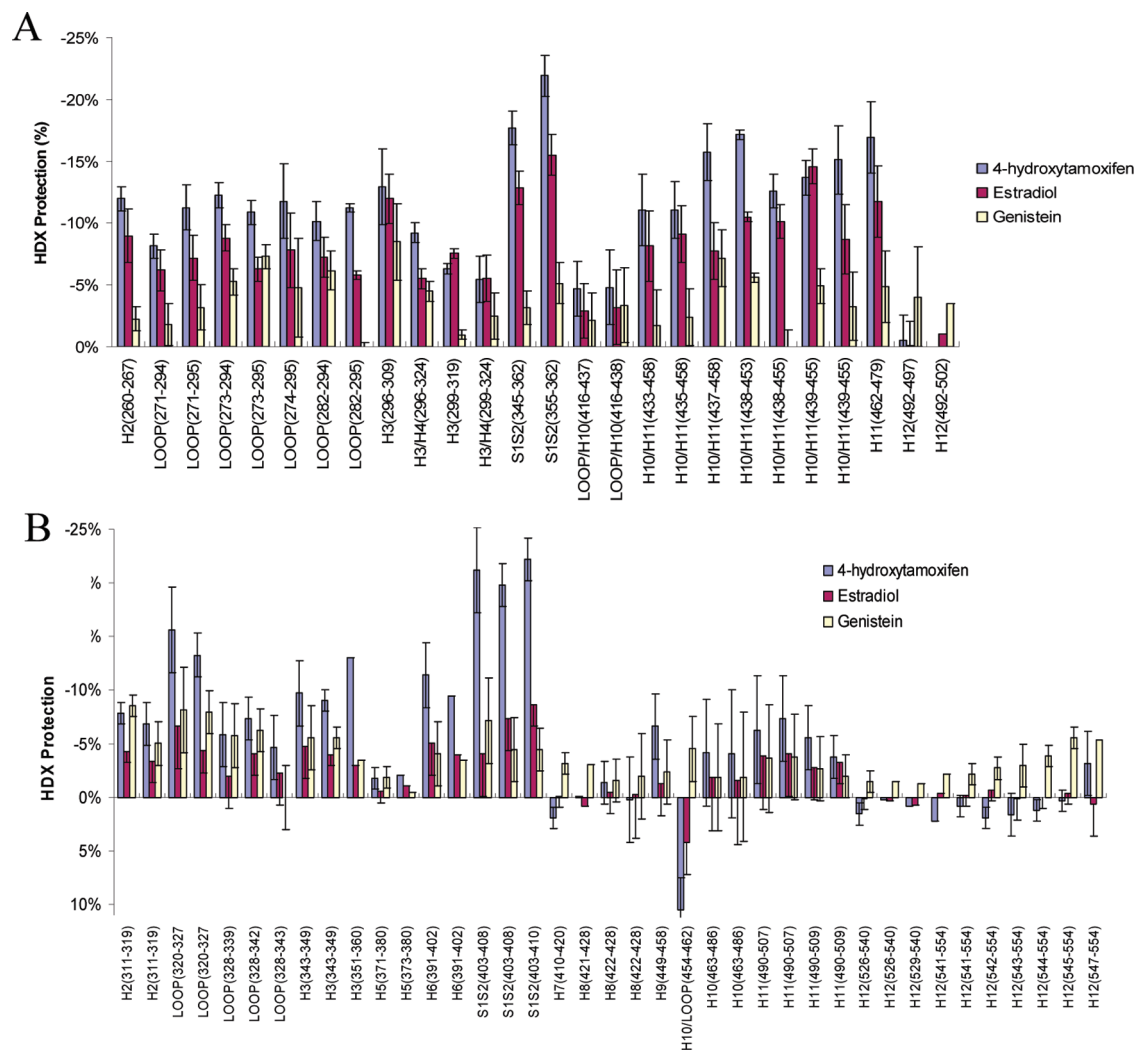 A
-25%
-20%
-15%
-10%
-5%
0%
HDX Protection (%)
4-hydroxytamoxifen
Estradiol
Genistein
H2(260-267)
LOOP(271-294)
LOOP(271-295)
LOOP(273-294)
LOOP(273-295)
LOOP(274-295)
LOOP(282-294)
LOOP(282-295)
H3(296-309)
H3/H4(296-324)
H3(299-319)
H3/H4(299-324)
S1S2(345-362)
S1S2(355-362)
LOOP/H10(416-437)
LOOP/H10(416-438)
H10/H11(433-458)
H10/H11(435-458)
H10/H11(437-458)
H10/H11(438-453)
H10/H11(438-455)
H10/H11(439-455)
H10/H11(439-455)
H11(462-479)
H12(492-497)
H12(492-502)
B
-25%
%
%
-10%
-5%
0%
5%
10%
HDX Protection
4-hydroxytamoxifen
Estradiol
Genistein
H2(311-319)
H2(311-319)
LOOP(320-327
LOOP(320-327
LOOP(328-339)
LOOP(328-342)
LOOP(328-343)
H3(343-349)
H3(343-349)
H3(351-360)
H5(371-380)
H5(373-380)
H6(391-402)
H6(391-402)
S1S2(403-408)
S1S2(403-408)
S1S2(403-410)
H7(410-420)
H8(421-428)
H8(422-428)
H8(422-428)
H9(449-458)
H10/LOOP(454-462)
H10(463-486)
H10(463-486)
H11(490-507)
H11(490-507)
H11(490-509)
H11(490-509)
H12(526-540)
H12(526-540)
H12(529-540)
H12(541-554)
H12(541-554)
H12(542-554)
H12(543-554)
H12(544-554)
H12(545-554)
H12(547-554)